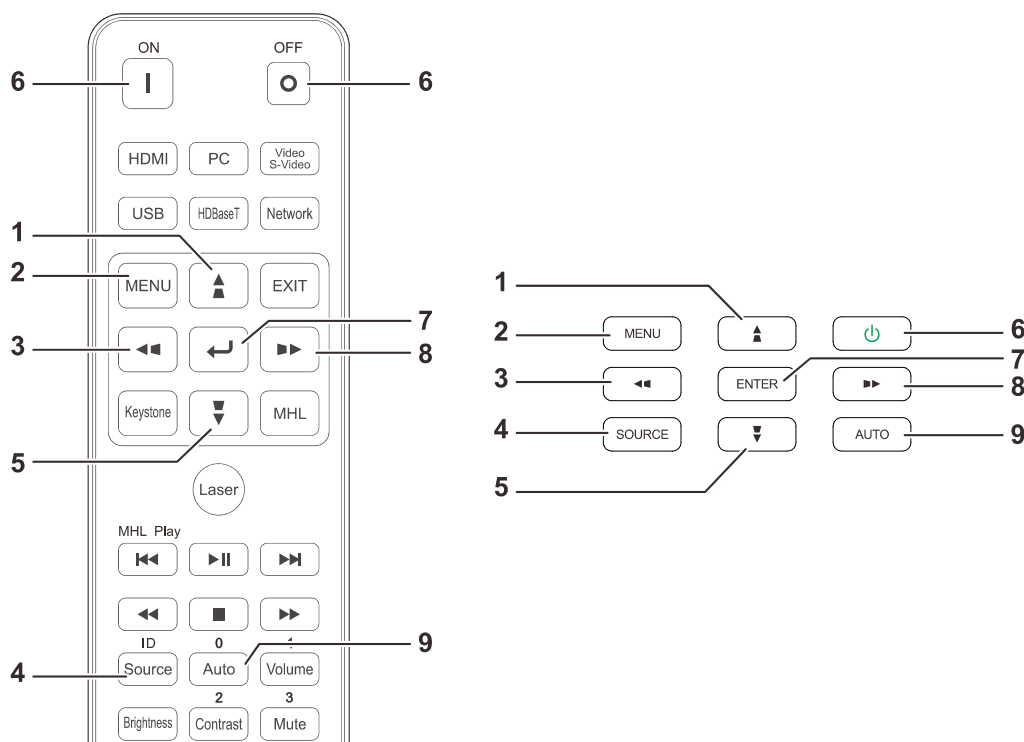 ON OFF
6 6
HDMI PC Video
S-Video
USB HDBaseT Network
1
2 MENU EXIT
3 7
8
Keystone MHL
5
Laser
MHL Play
ID 0
9
4 Source Auto Volume
2 3
Brightness Contrast Mute
1
2 MENU 6
7
3 ENTER 8
4 SOURCE AUTO 9
5